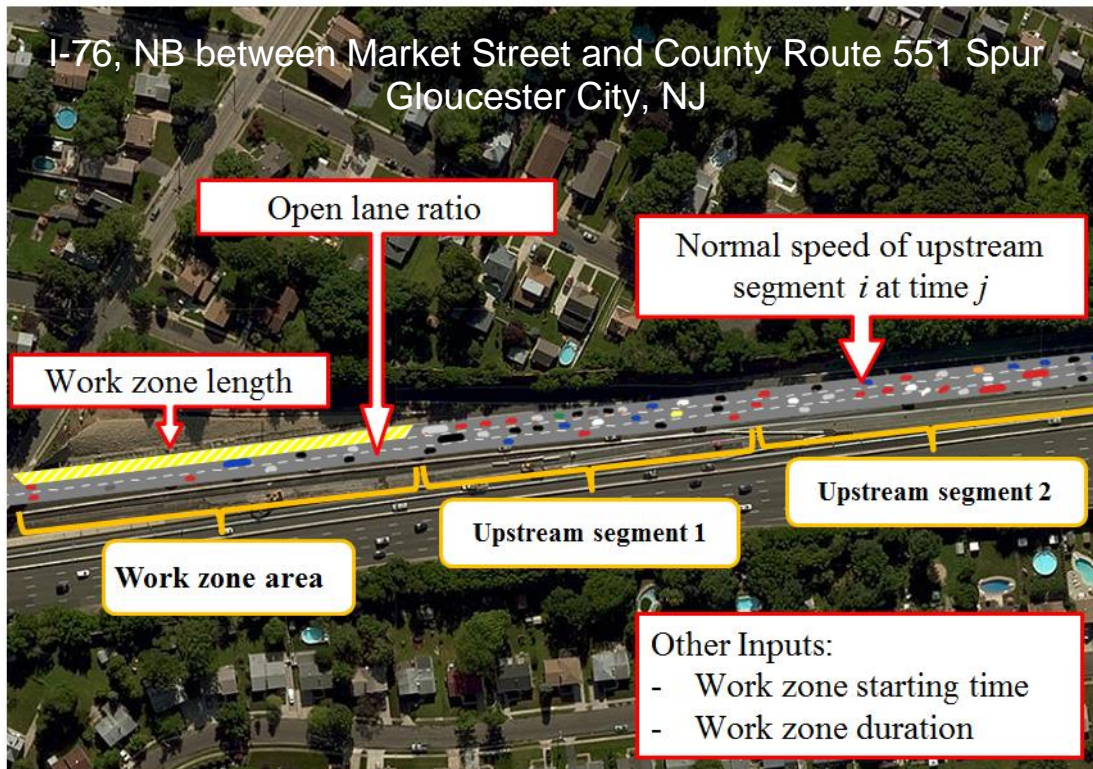 I-76, NB between Market Street and County Route 551 Spur
Gloucester City, NJ
Open lane ratio
Normal speed of upstream
segment i at time j
Work zone length
Upstream segment 2
Upstream segment 1
Work zone area
Other Inputs:
- Work zone starting time
- Work zone duration